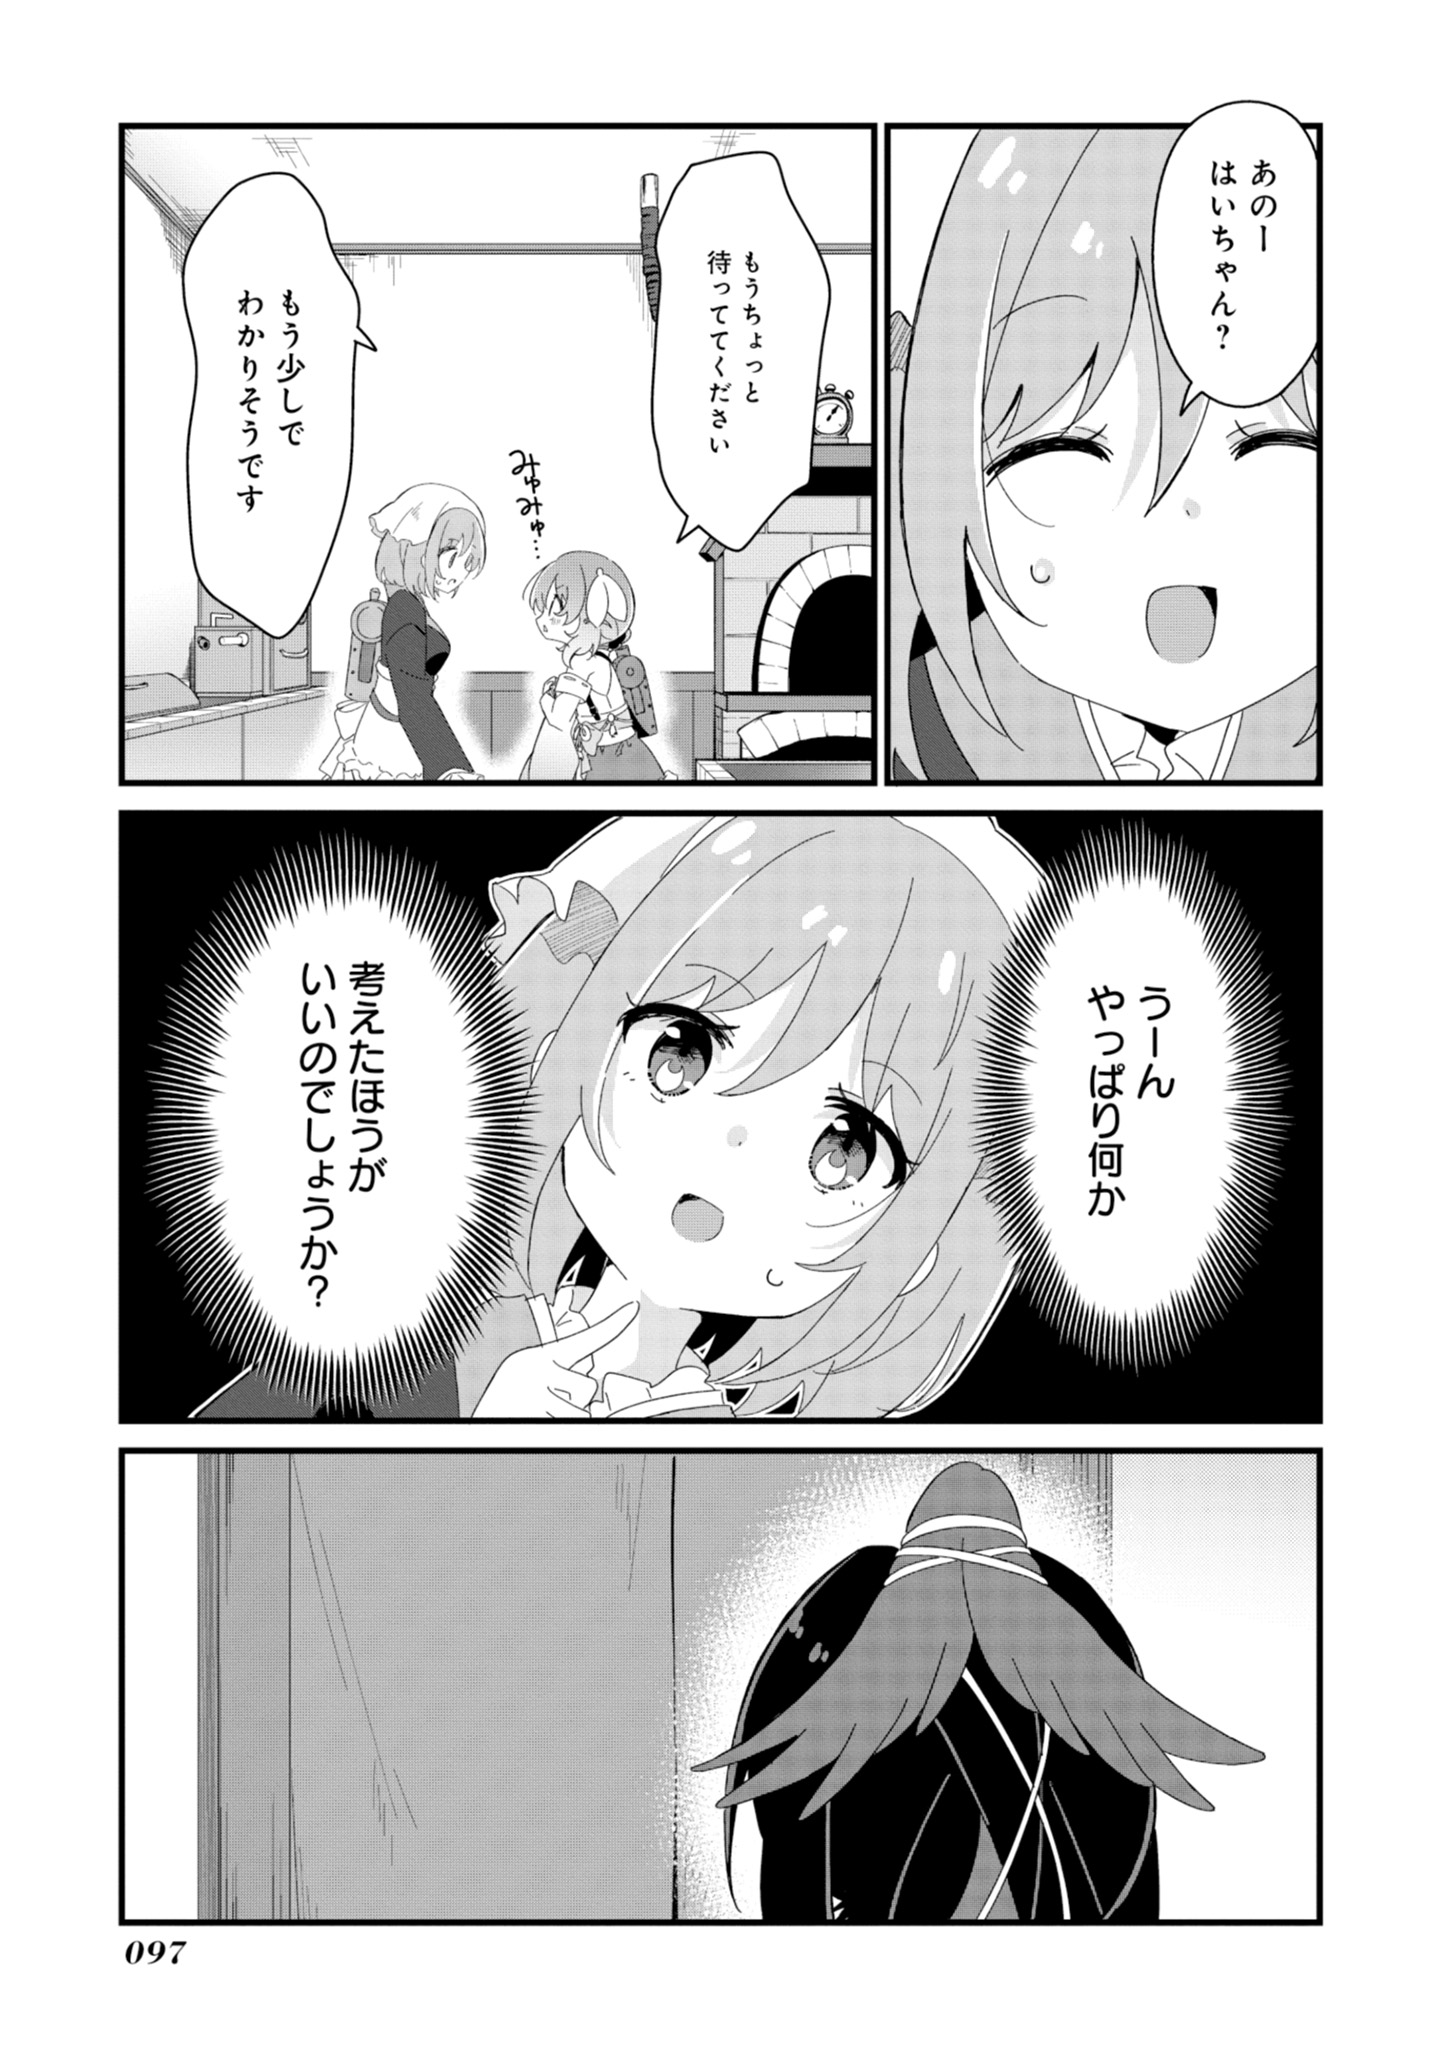 あのー
はいちゃん?
もうちょっと
待っててください
みゅみゅ…
もう少しで
わかりそうです
うーん
やっぱり何か
考えたほうが
いいのでしょうか?
097